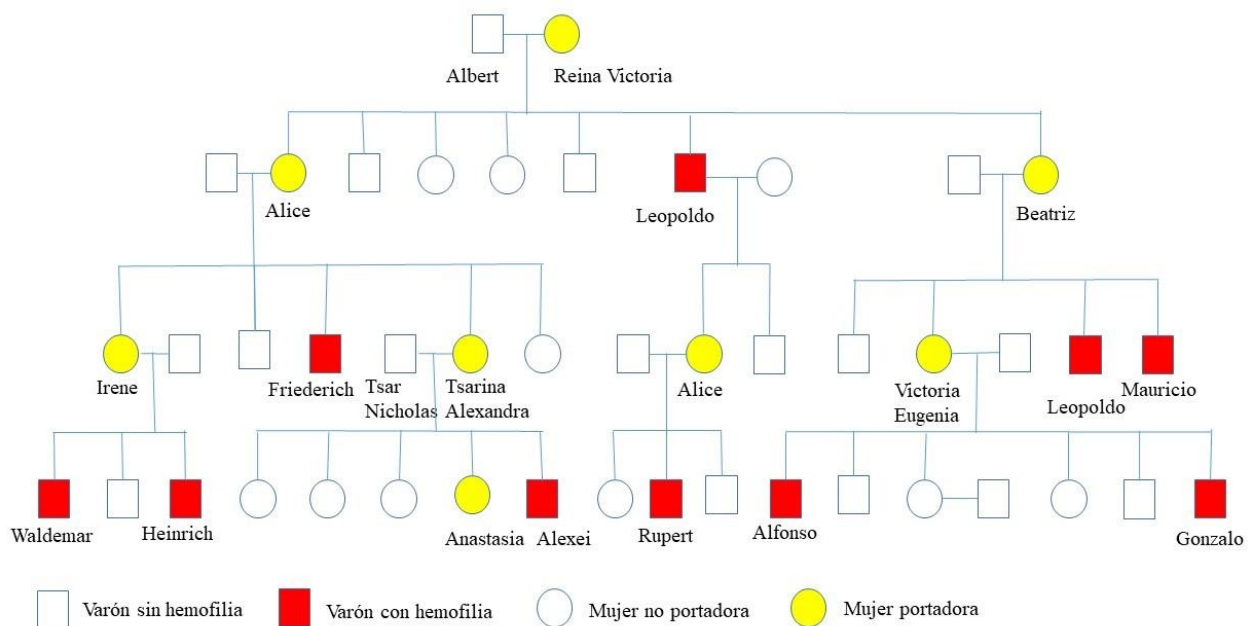 Albert
Reina Victoria
Alice
Leopoldo
Beatriz
Irene
Friederich
Tsar
Nicholas
Tsarina
Alexandra
Alice
Victoria
Eugenia
Leopoldo
Mauricio
Waldemar
Heinrich
Anastasia
Alexei
Rupert
Alfonso
Gonzalo
Varón sin hemofilia
Varón con hemofilia
Mujer no portadora
Mujer portadora